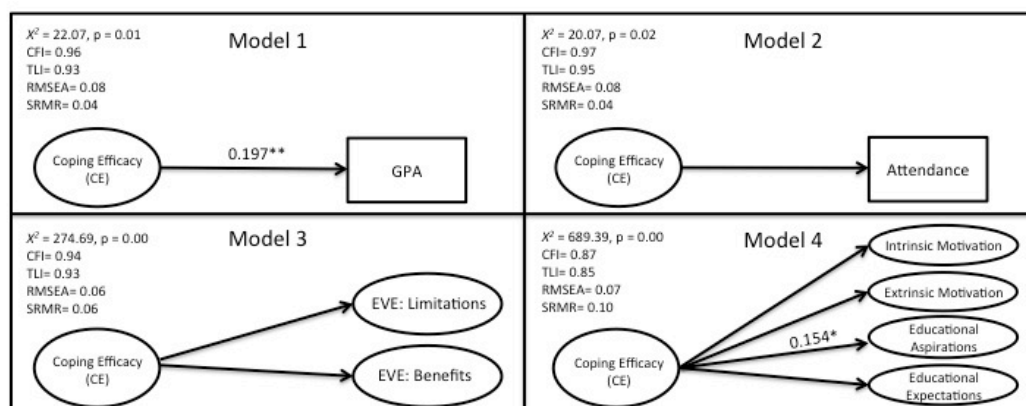 Model 1
X² = 22.07, p = 0.01
CFI= 0.96
TLI= 0.93
RMSEA= 0.08
SRMR= 0.04
Coping Efficacy
(CE)
0.197**
GPA
Model 2
X² = 20.07, p = 0.02
CFI= 0.97
TLI= 0.95
RMSEA= 0.08
SRMR= 0.04
Coping Efficacy
(CE)
Attendance
Model 3
X² = 274.69, p = 0.00
CFI= 0.94
TLI= 0.93
RMSEA= 0.06
SRMR= 0.06
Coping Efficacy
(CE)
EVE: Limitations
EVE: Benefits
Model 4
X² = 689.39, p = 0.00
CFI= 0.87
TLI= 0.85
RMSEA= 0.07
SRMR= 0.10
Coping Efficacy
(CE)
Intrinsic Motivation
Extrinsic Motivation
0.154*
Educational
Aspirations
Educational
Expectations